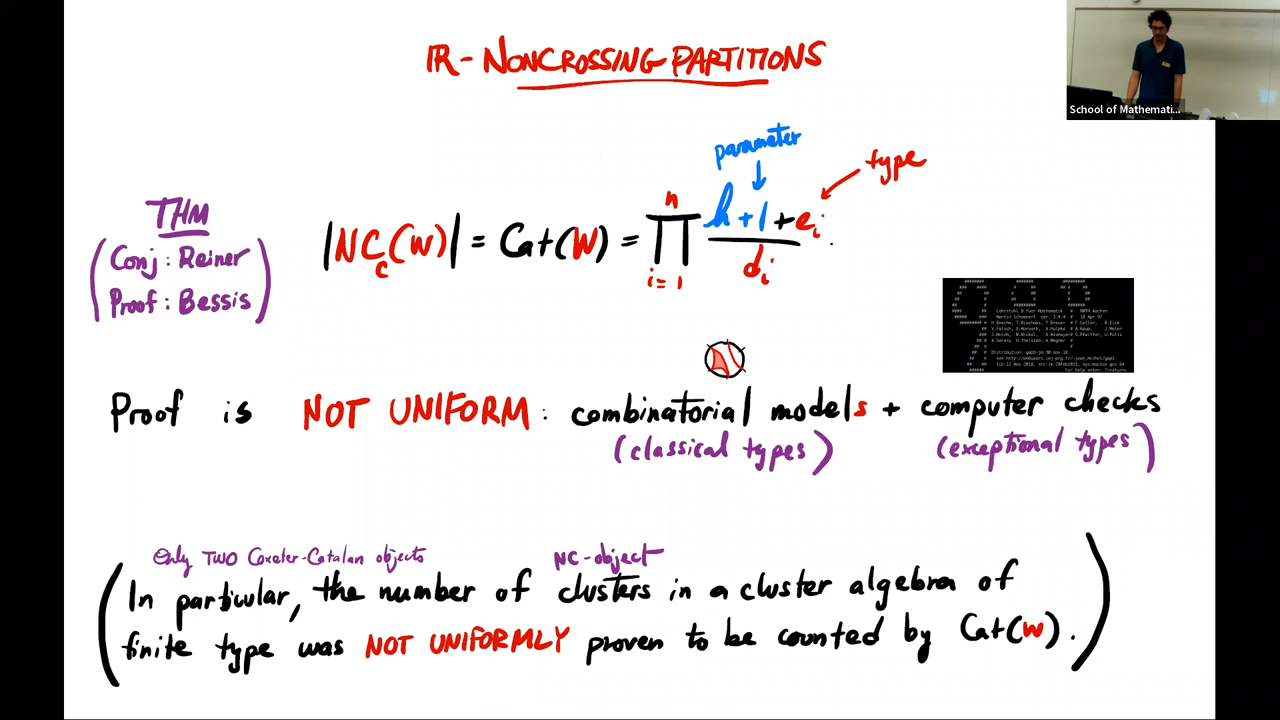 IR - NONCROSSING PARTITIONS
School of Mathemati...
parameter
type
THM
(Conj : Reiner
Proof : Bessis)
|NC_c(W)| = Cat(W) = ∏_{i=1}^{n} (h+1+e_i)/d_i .
Proof is NOT UNIFORM : combinatorial models + computer checks
(classical types) (exceptional types)
Only TWO Coxeter-Catalan objects NC-object
(In particular, the number of clusters in a cluster algebra of
finite type was NOT UNIFORMLY proven to be counted by Cat(W).)